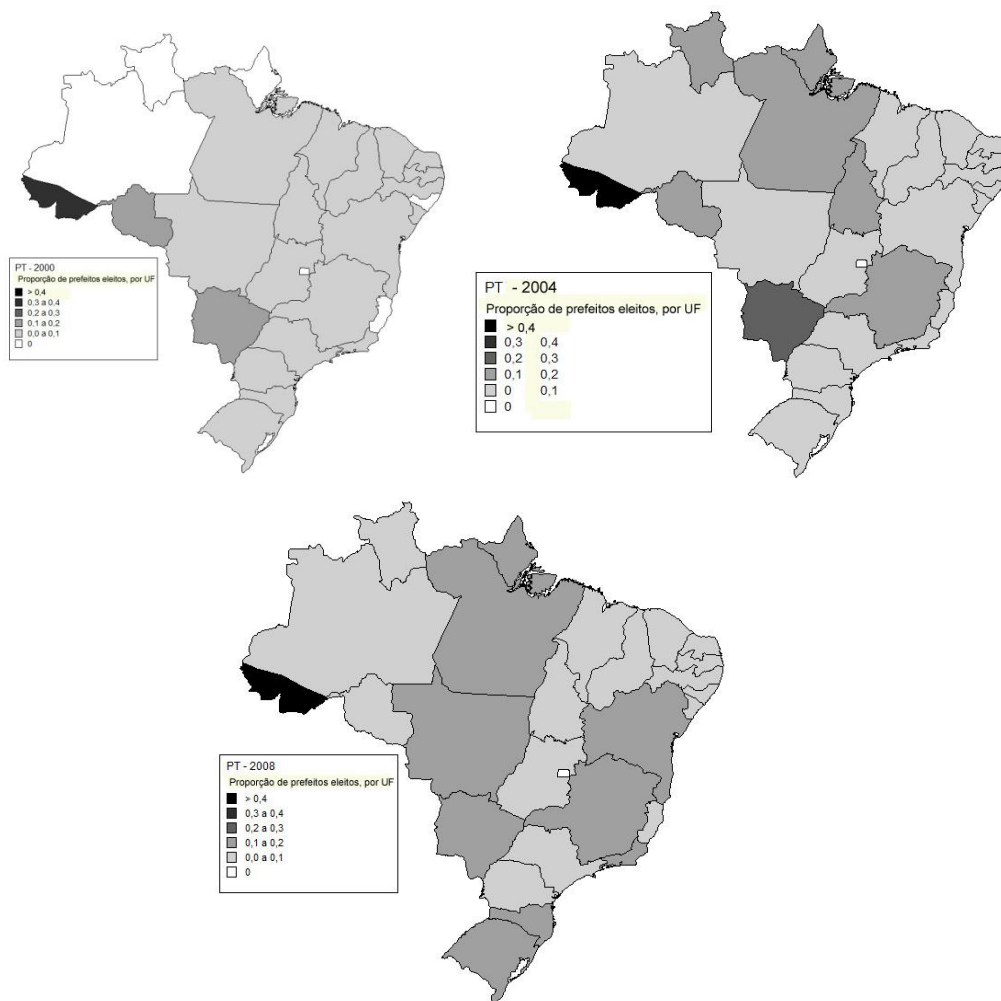 PT - 2000
Proporção de prefeitos eleitos, por UF
> 0,4
0,3 a 0,4
0,2 a 0,3
0,1 a 0,2
0,0 a 0,1
0
PT - 2004
Proporção de prefeitos eleitos, por UF
> 0,4
0,3 0,4
0,2 0,3
0,1 0,2
0 0,1
0
PT - 2008
Proporção de prefeitos eleitos, por UF
> 0,4
0,3 a 0,4
0,2 a 0,3
0,1 a 0,2
0,0 a 0,1
0